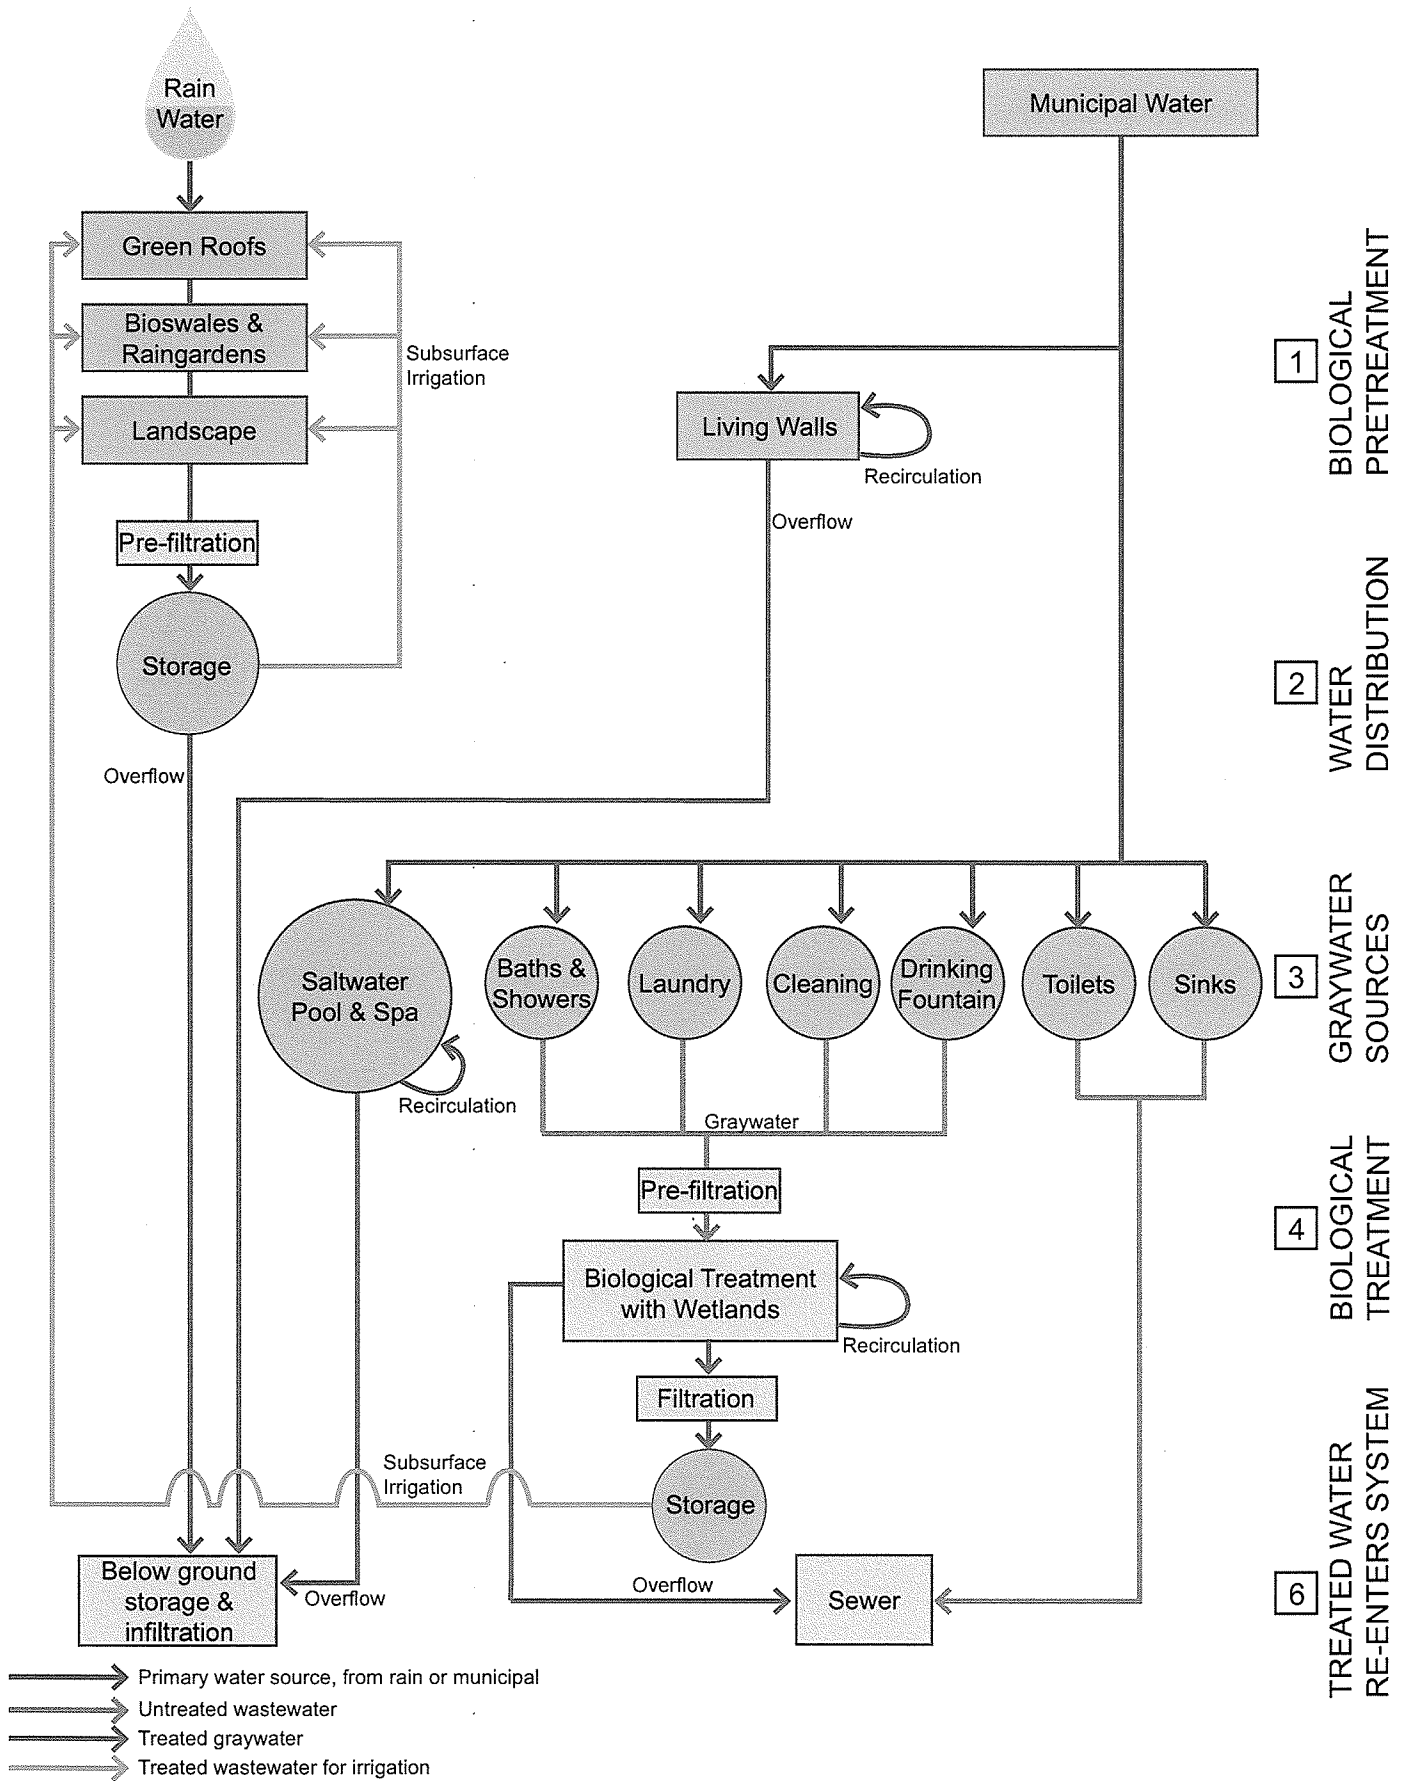 Rain
Water
Municipal Water
Green Roofs
Bioswales &
Raingardens
Subsurface
Irrigation
Landscape
Living Walls
Recirculation
Overflow
Pre-filtration
Storage
Overflow
1
BIOLOGICAL
PRETREATMENT
2
WATER
DISTRIBUTION
Saltwater
Pool & Spa
Recirculation
Baths &
Showers
Laundry
Cleaning
Drinking
Fountain
Toilets
Sinks
3
GRAYWATER
SOURCES
Graywater
Pre-filtration
Biological Treatment
with Wetlands
Recirculation
4
BIOLOGICAL
TREATMENT
Filtration
Subsurface
Irrigation
Storage
Below ground
storage &
infiltration
Overflow
Overflow
Sewer
6
TREATED WATER
RE-ENTERS SYSTEM
Primary water source, from rain or municipal
Untreated wastewater
Treated graywater
Treated wastewater for irrigation